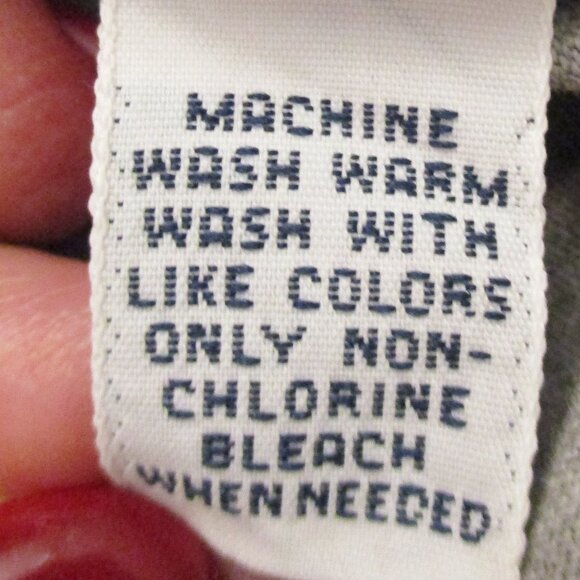 MACHINE
WASH WARM
WASH WITH
LIKE COLORS
ONLY NON-
CHLORINE
BLEACH
WHEN NEEDED